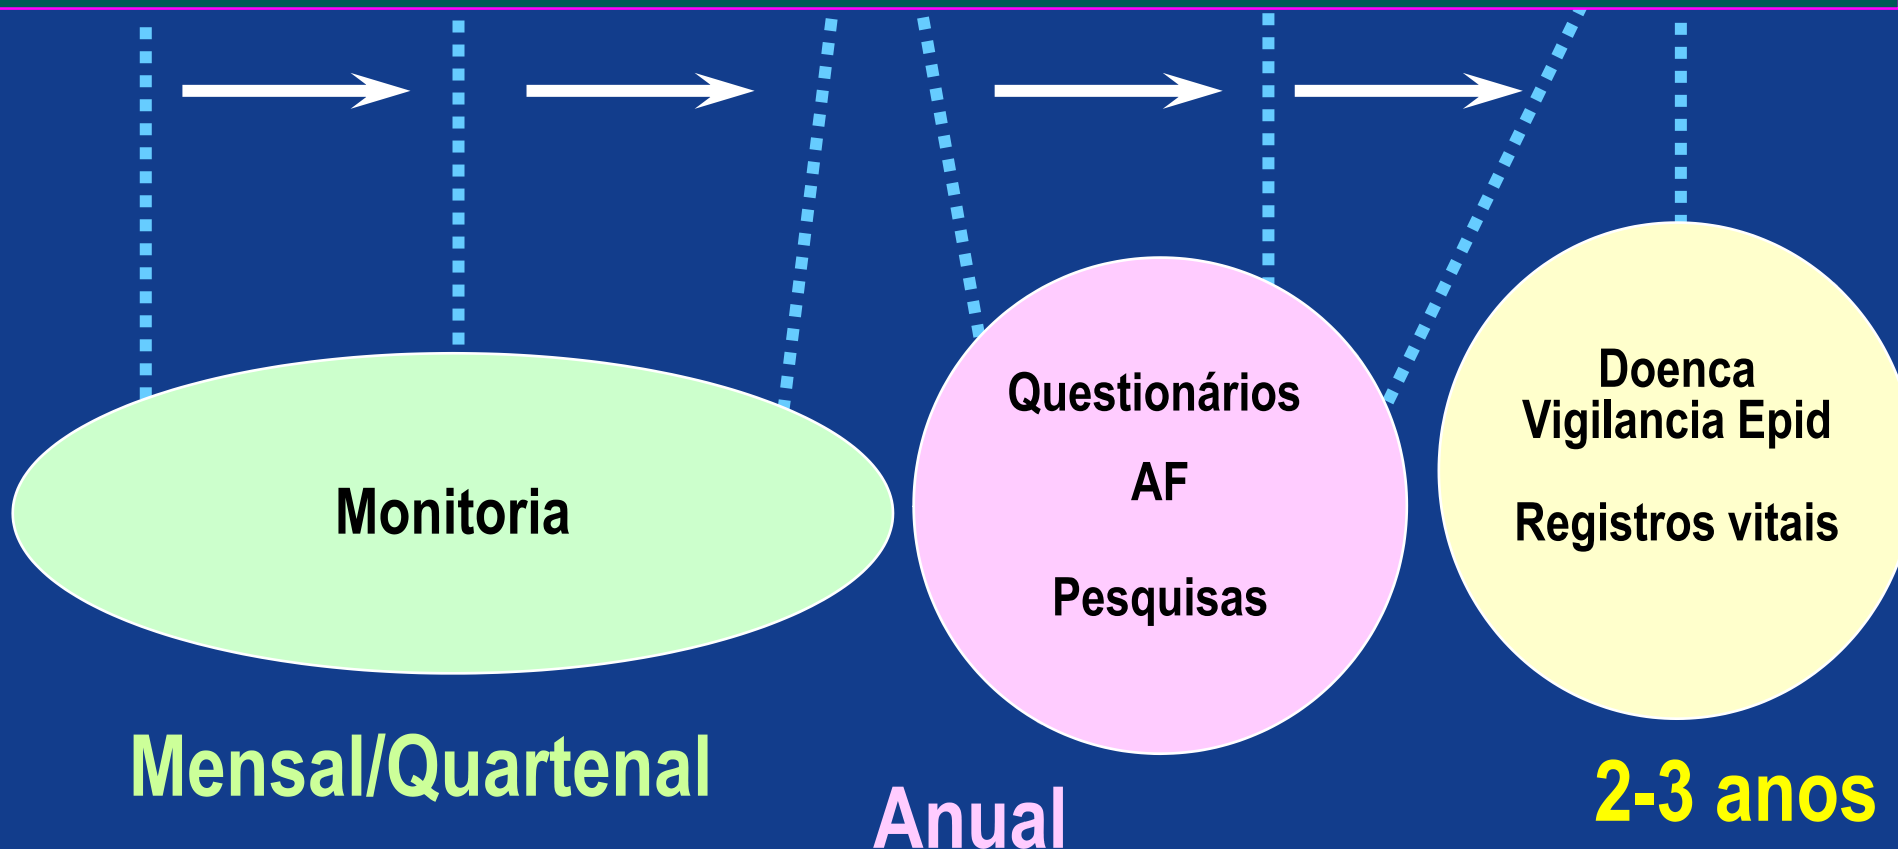 Monitoria
Questionários
AF
Pesquisas
Doenca
Vigilancia Epid
Registros vitais
Mensal/Quartenal
Anual
2-3 anos